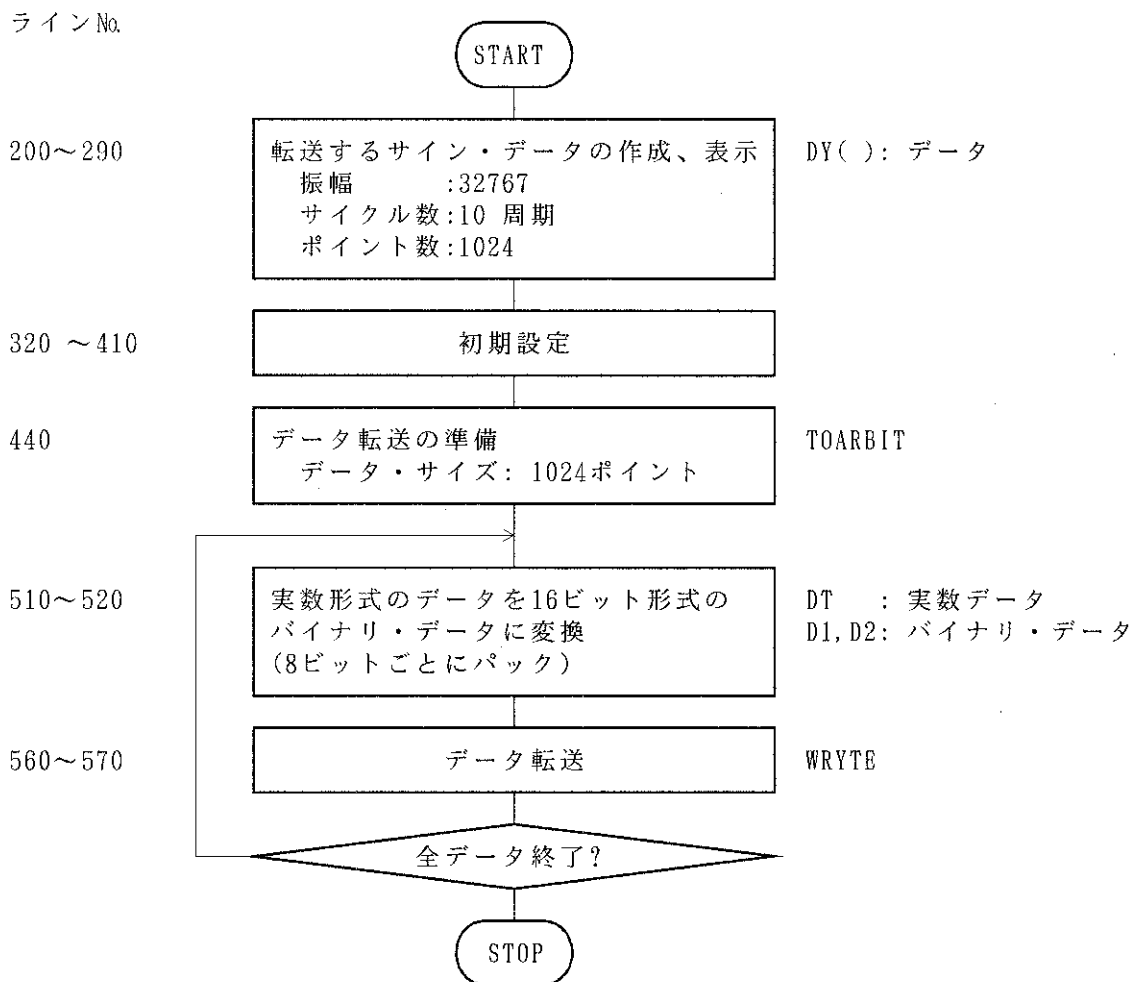 ラインNo.
START
200～290
転送するサイン・データの作成、表示
振幅 :32767
サイクル数:10 周期
ポイント数:1024
DY( ): データ
320 ～410
初期設定
440
データ転送の準備
データ・サイズ: 1024ポイント
TOARBIT
510～520
実数形式のデータを16ビット形式の
バイナリ・データに変換
(8ビットごとにパック)
DT : 実数データ
D1,D2: バイナリ・データ
560～570
データ転送
WRYTE
全データ終了?
STOP